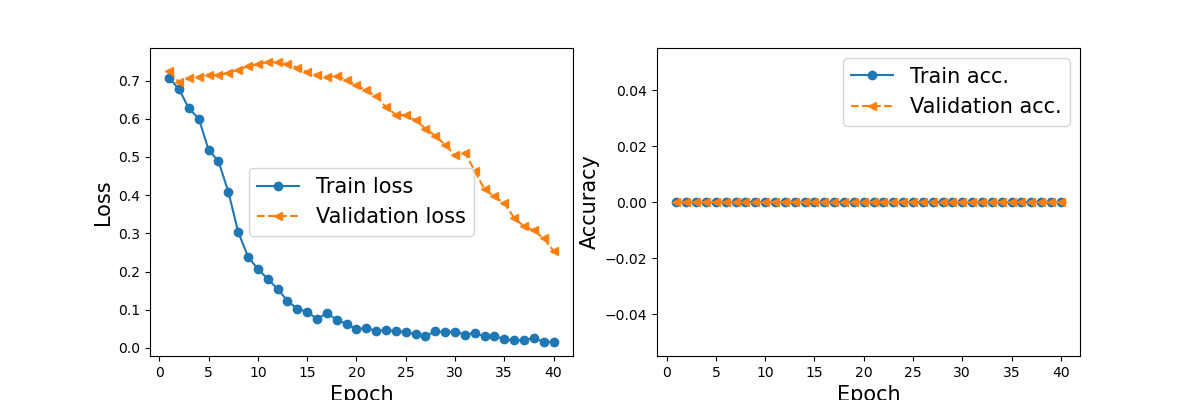 0.7
0.6
0.5
0.4
0.3
0.2
0.1
0.0
Loss
Train loss
Validation loss
0 5 10 15 20 25 30 35 40
Epoch
0.04
0.02
0.00
−0.02
−0.04
Accuracy
Train acc.
Validation acc.
0 5 10 15 20 25 30 35 40
Epoch